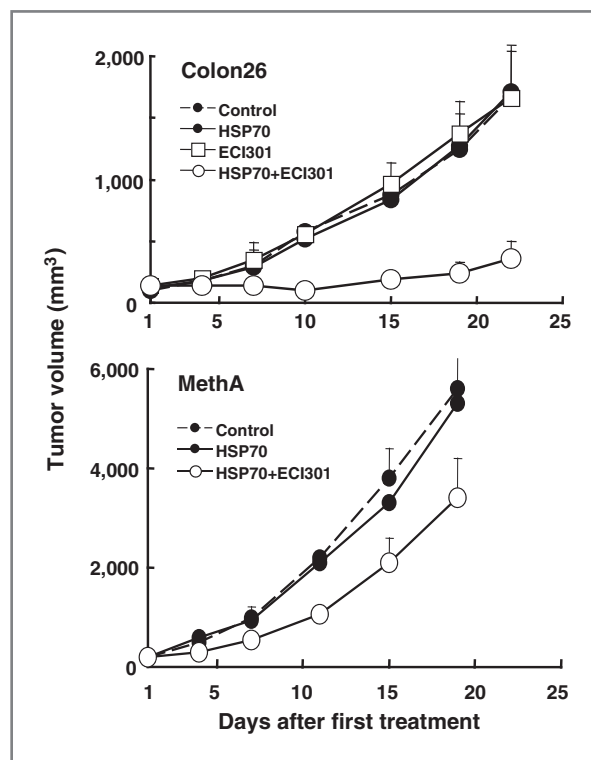 Tumor volume (mm³)
2,000
1,000
0
Colon26
Control
HSP70
ECI301
HSP70+ECI301
1 5 10 15 20 25
6,000
4,000
2,000
0
MethA
Control
HSP70
HSP70+ECI301
1 5 10 15 20 25
Days after first treatment